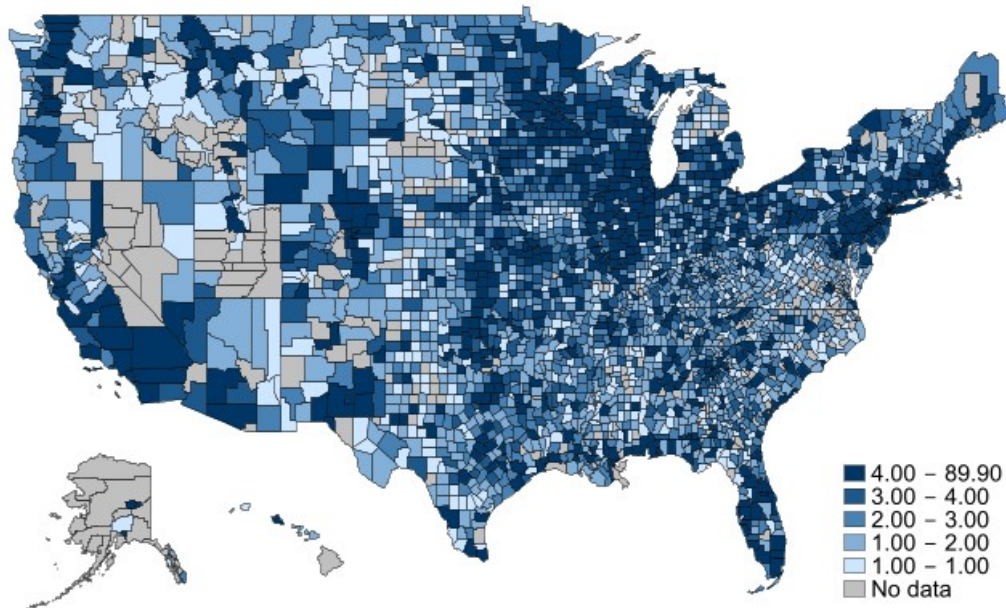 4.00 – 89.90
3.00 – 4.00
2.00 – 3.00
1.00 – 2.00
1.00 – 1.00
No data